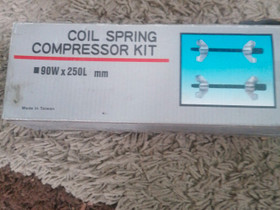 COIL SPRING
COMPRESSOR KIT
■90W x 250L mm
Made in Taiwan